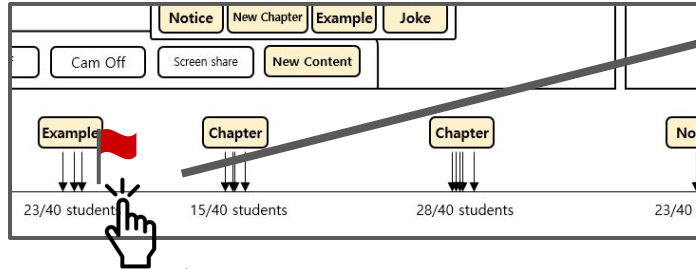 Notice New Chapter Example Joke
Cam Off Screen share New Content
Example Chapter Chapter No
23/40 students 15/40 students 28/40 students 23/40